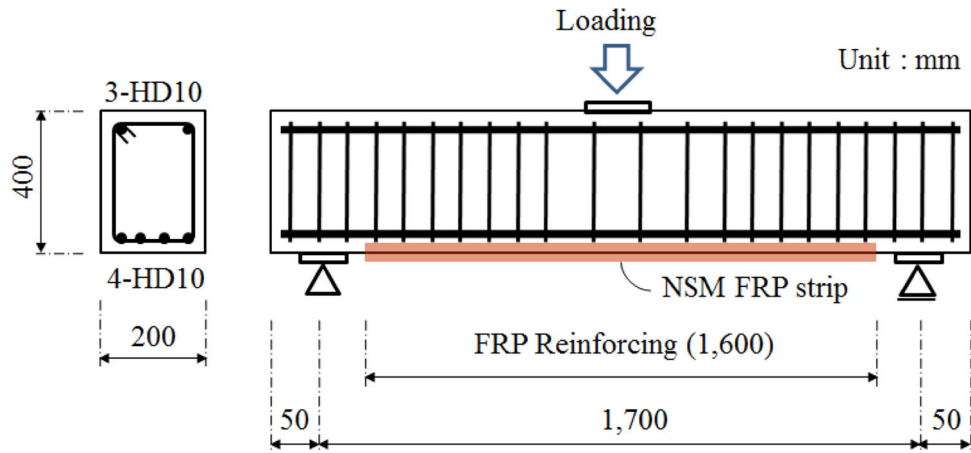 Loading
Unit : mm
3-HD10
400
4-HD10
NSM FRP strip
200
FRP Reinforcing (1,600)
50
1,700
50